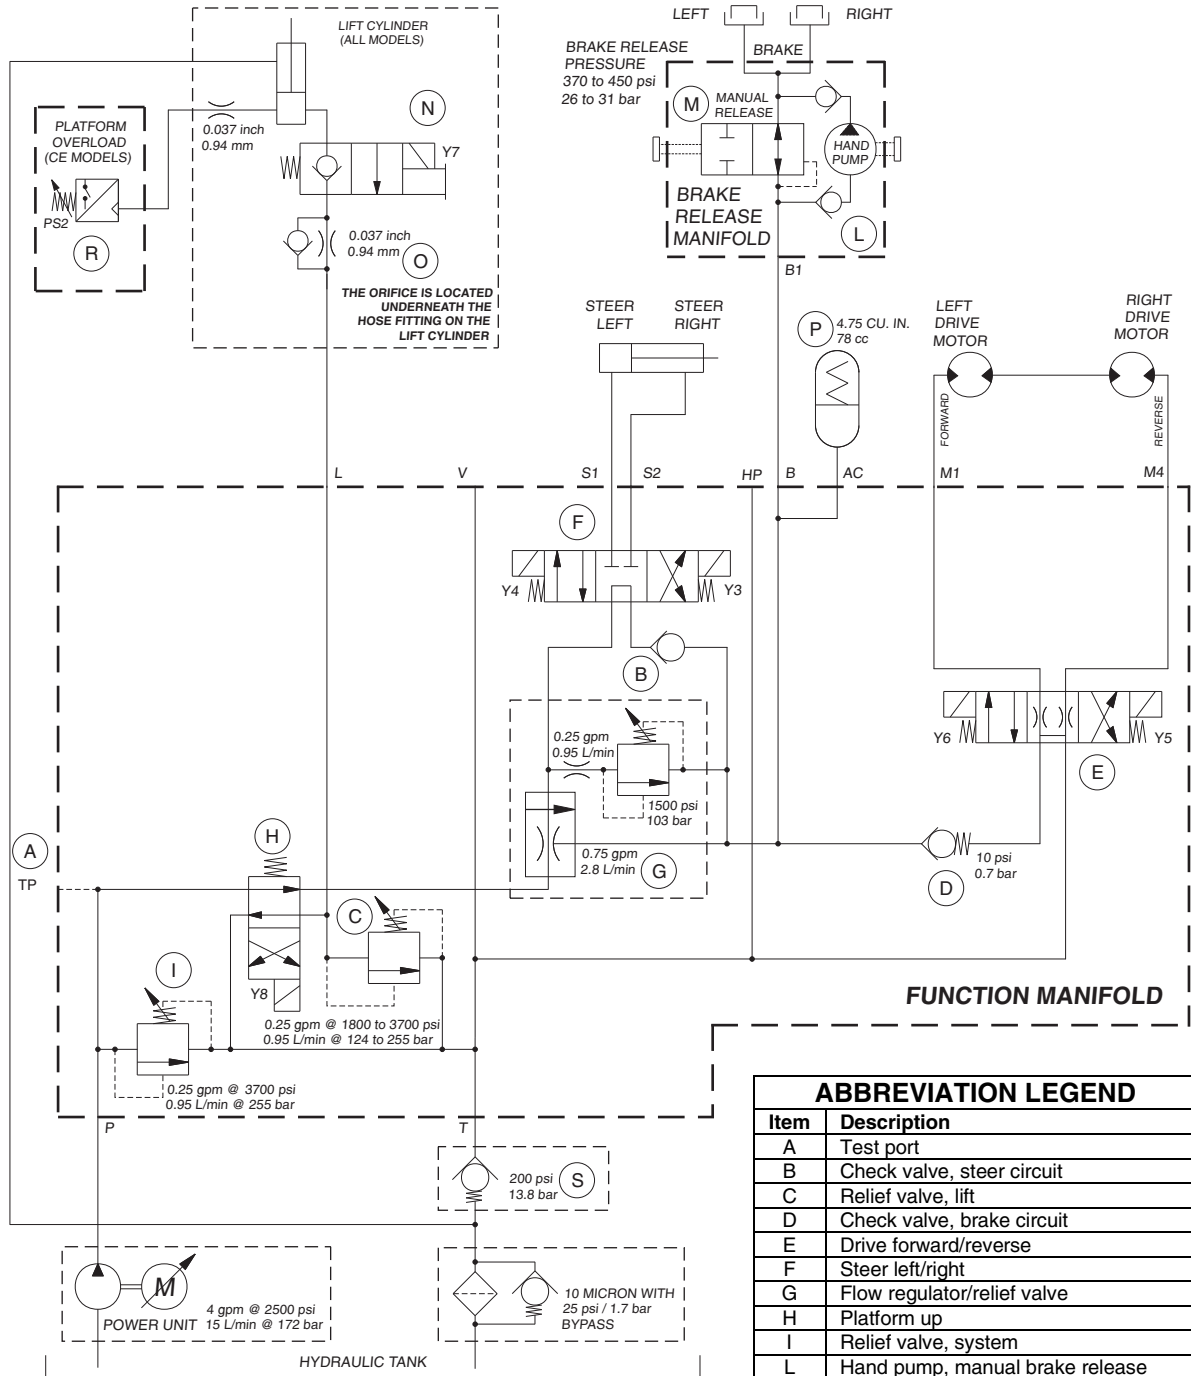 LEFT
RIGHT
BRAKE
BRAKE RELEASE
PRESSURE
370 to 450 psi
26 to 31 bar
LIFT CYLINDER
(ALL MODELS)
N
M
MANUAL
RELEASE
HAND
PUMP
BRAKE
RELEASE
MANIFOLD
L
B1
PLATFORM
OVERLOAD
(CE MODELS)
PS2
R
0.037 inch
0.94 mm
Y7
0.037 inch
0.94 mm
O
THE ORIFICE IS LOCATED
UNDERNEATH THE
HOSE FITTING ON THE
LIFT CYLINDER
STEER
LEFT
STEER
RIGHT
P
4.75 CU. IN.
78 cc
LEFT
DRIVE
MOTOR
RIGHT
DRIVE
MOTOR
FORWARD
REVERSE
L
V
S1
S2
HP
B
AC
M1
M4
F
Y4
Y3
B
Y6
Y5
E
0.25 gpm
0.95 L/min
1500 psi
103 bar
0.75 gpm
2.8 L/min
G
10 psi
0.7 bar
D
A
TP
H
C
I
Y8
0.25 gpm @ 1800 to 3700 psi
0.95 L/min @ 124 to 255 bar
0.25 gpm @ 3700 psi
0.95 L/min @ 255 bar
FUNCTION MANIFOLD
P
T
200 psi
13.8 bar
S
M
POWER UNIT
4 gpm @ 2500 psi
15 L/min @ 172 bar
10 MICRON WITH
25 psi / 1.7 bar
BYPASS
HYDRAULIC TANK
ABBREVIATION LEGEND
Item Description
A Test port
B Check valve, steer circuit
C Relief valve, lift
D Check valve, brake circuit
E Drive forward/reverse
F Steer left/right
G Flow regulator/relief valve
H Platform up
I Relief valve, system
L Hand pump, manual brake release